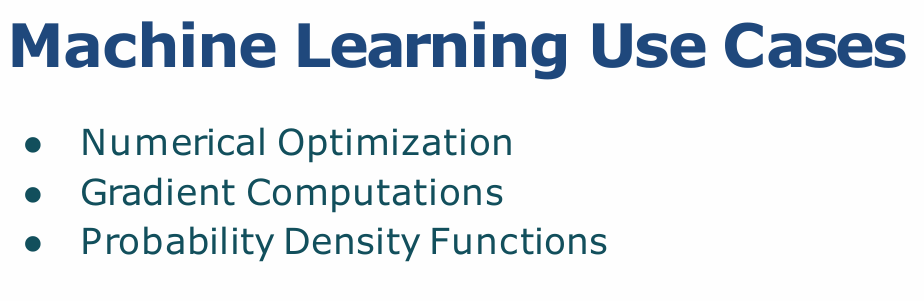 Machine Learning Use Cases
● Numerical Optimization
● Gradient Computations
● Probability Density Functions